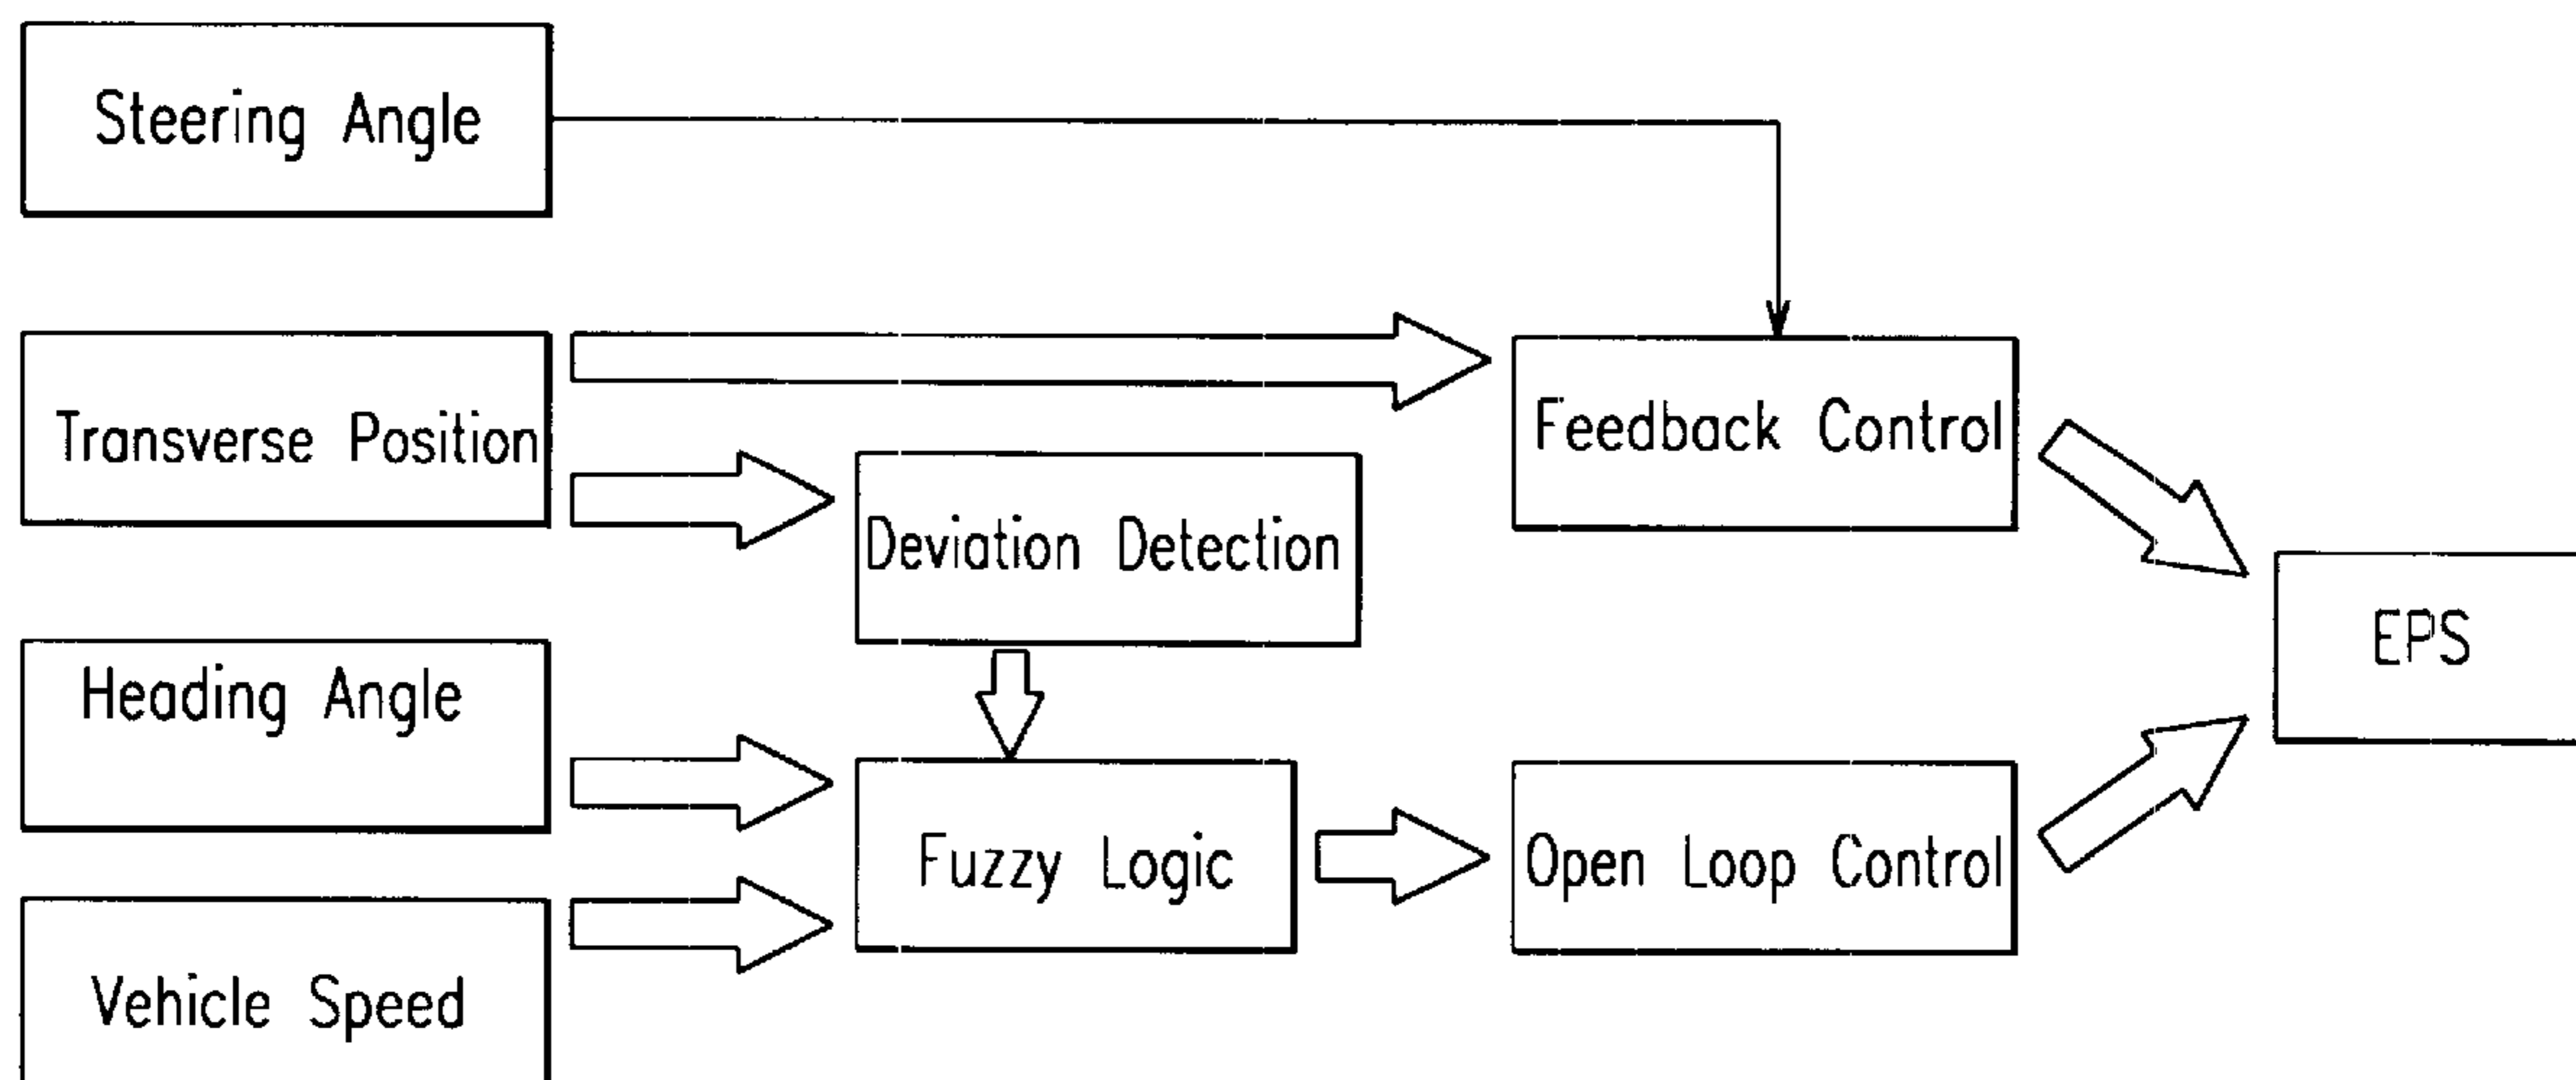 Steering Angle
Transverse Position
Feedback Control
Deviation Detection
EPS
Heading Angle
Fuzzy Logic
Open Loop Control
Vehicle Speed